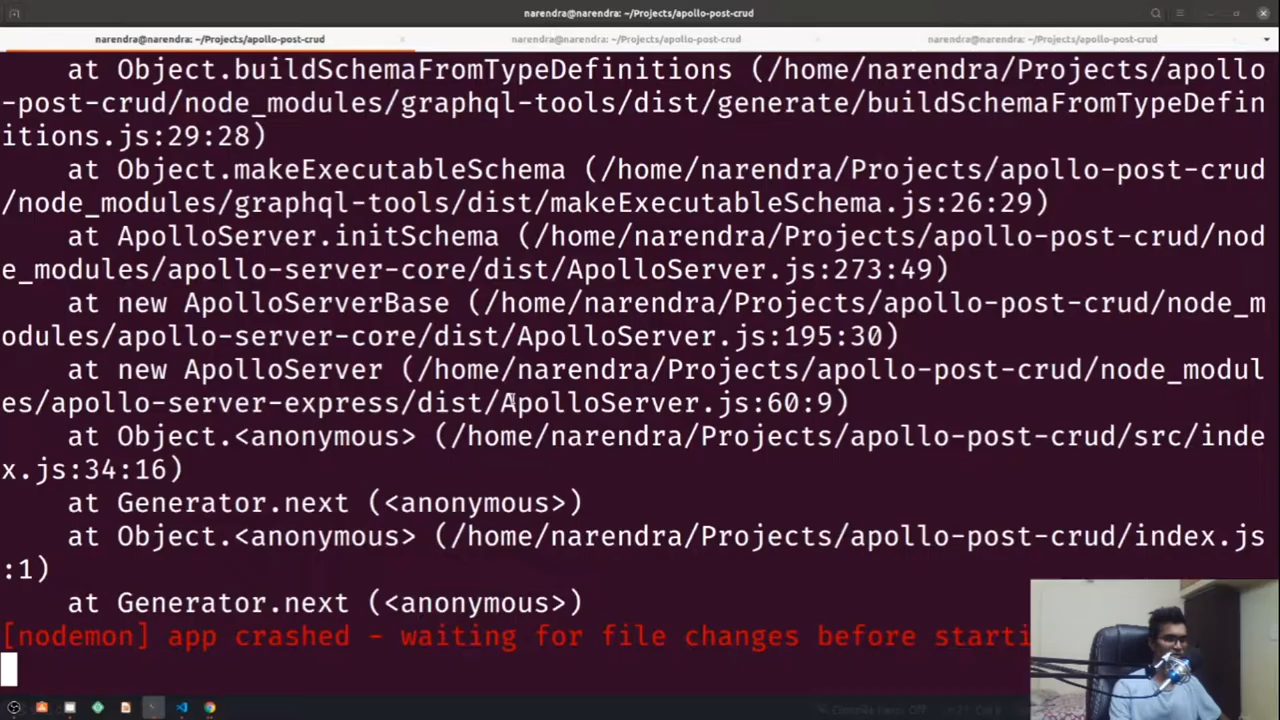 narendra@narendra: ~/Projects/apollo-post-crud
narendra@narendra: ~/Projects/apollo-post-crud
narendra@narendra: ~/Projects/apollo-post-crud
narendra@narendra: ~/Projects/apollo-post-crud
at Object.buildSchemaFromTypeDefinitions (/home/narendra/Projects/apollo
-post-crud/node_modules/graphql-tools/dist/generate/buildSchemaFromTypeDefin
itions.js:29:28)
at Object.makeExecutableSchema (/home/narendra/Projects/apollo-post-crud
/node_modules/graphql-tools/dist/makeExecutableSchema.js:26:29)
at ApolloServer.initSchema (/home/narendra/Projects/apollo-post-crud/nod
e_modules/apollo-server-core/dist/ApolloServer.js:273:49)
at new ApolloServerBase (/home/narendra/Projects/apollo-post-crud/node_m
odules/apollo-server-core/dist/ApolloServer.js:195:30)
at new ApolloServer (/home/narendra/Projects/apollo-post-crud/node_modul
es/apollo-server-express/dist/ApolloServer.js:60:9)
at Object.<anonymous> (/home/narendra/Projects/apollo-post-crud/src/inde
x.js:34:16)
at Generator.next (<anonymous>)
at Object.<anonymous> (/home/narendra/Projects/apollo-post-crud/index.js
:1)
at Generator.next (<anonymous>)
[nodemon] app crashed - waiting for file changes before starti